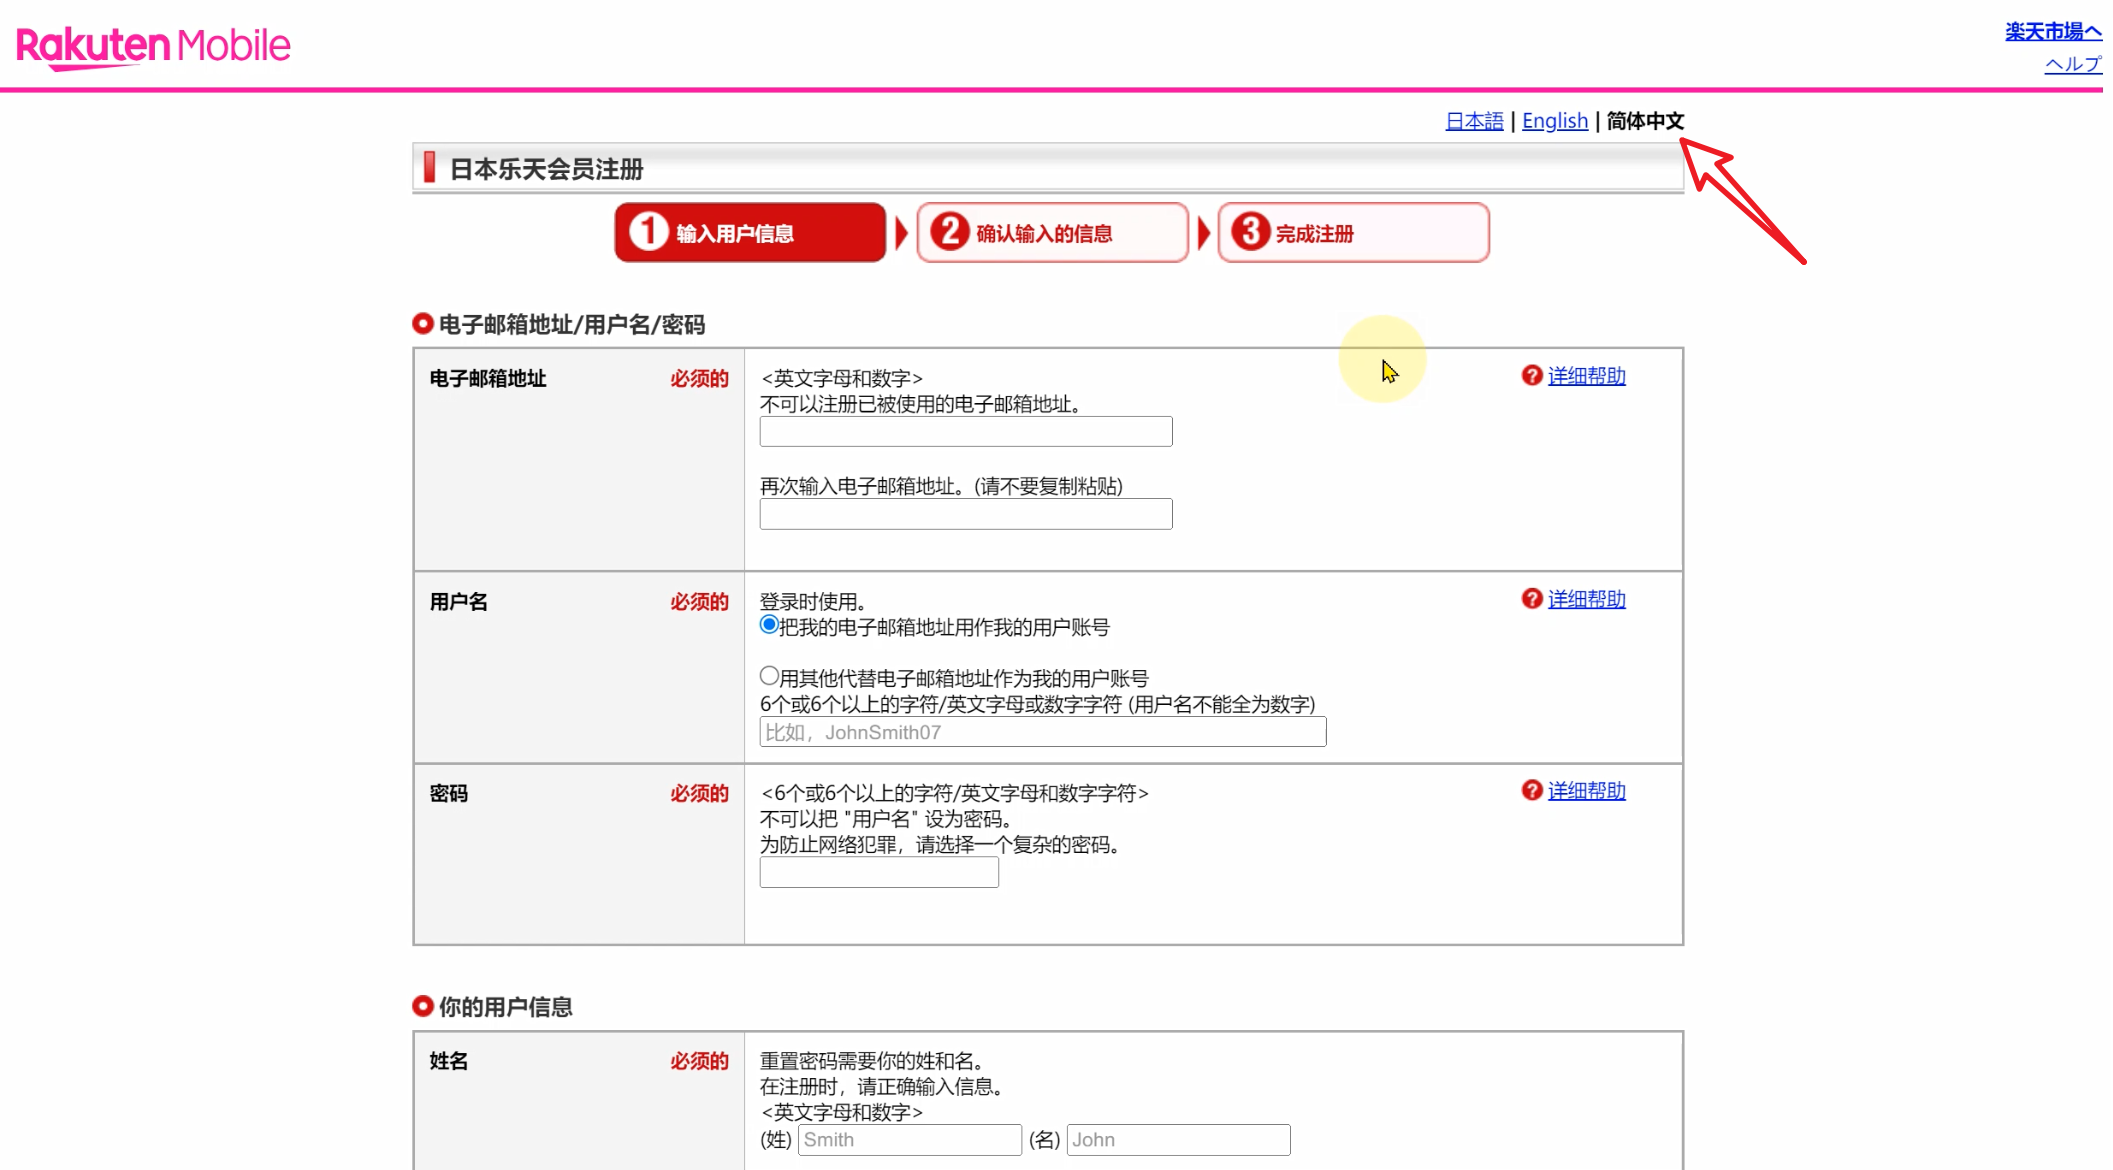 Rakuten Mobile
楽天市場へ
ヘルプ
日本語 | English | 简体中文
日本乐天会员注册
1 输入用户信息
2 确认输入的信息
3 完成注册
电子邮箱地址/用户名/密码
电子邮箱地址 必须的
<英文字母和数字>
? 详细帮助
不可以注册已被使用的电子邮箱地址。
再次输入电子邮箱地址。(请不要复制粘贴)
用户名 必须的
登录时使用。
? 详细帮助
把我的电子邮箱地址用作我的用户账号
用其他代替电子邮箱地址作为我的用户账号
6个或6个以上的字符/英文字母或数字字符 (用户名不能全为数字)
比如，JohnSmith07
密码 必须的
<6个或6个以上的字符/英文字母和数字字符>
? 详细帮助
不可以把 "用户名" 设为密码。
为防止网络犯罪，请选择一个复杂的密码。
你的用户信息
姓名 必须的
重置密码需要你的姓和名。
在注册时，请正确输入信息。
<英文字母和数字>
(姓) Smith (名) John